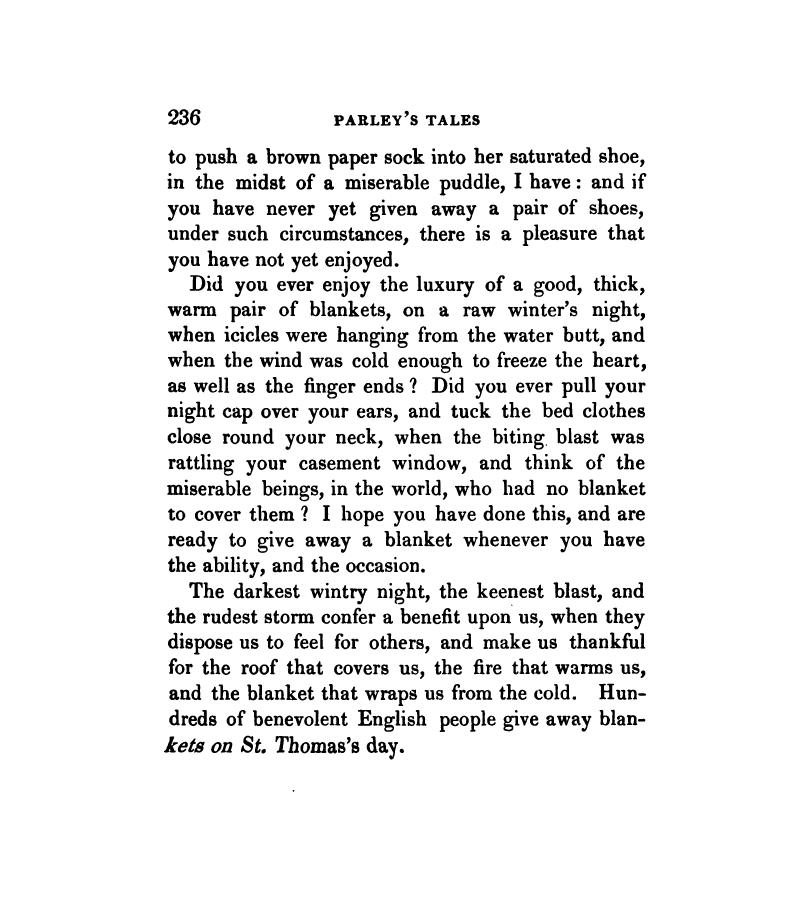 236 PARLEY'S TALES
to push a brown paper sock into her saturated shoe,
in the midst of a miserable puddle, I have : and if
you have never yet given away a pair of shoes,
under such circumstances, there is a pleasure that
you have not yet enjoyed.
Did you ever enjoy the luxury of a good, thick,
warm pair of blankets, on a raw winter's night,
when icicles were hanging from the water butt, and
when the wind was cold enough to freeze the heart,
as well as the finger ends ? Did you ever pull your
night cap over your ears, and tuck the bed clothes
close round your neck, when the biting blast was
rattling your casement window, and think of the
miserable beings, in the world, who had no blanket
to cover them ? I hope you have done this, and are
ready to give away a blanket whenever you have
the ability, and the occasion.
The darkest wintry night, the keenest blast, and
the rudest storm confer a benefit upon us, when they
dispose us to feel for others, and make us thankful
for the roof that covers us, the fire that warms us,
and the blanket that wraps us from the cold. Hun-
dreds of benevolent English people give away blan-
kets on St. Thomas's day.